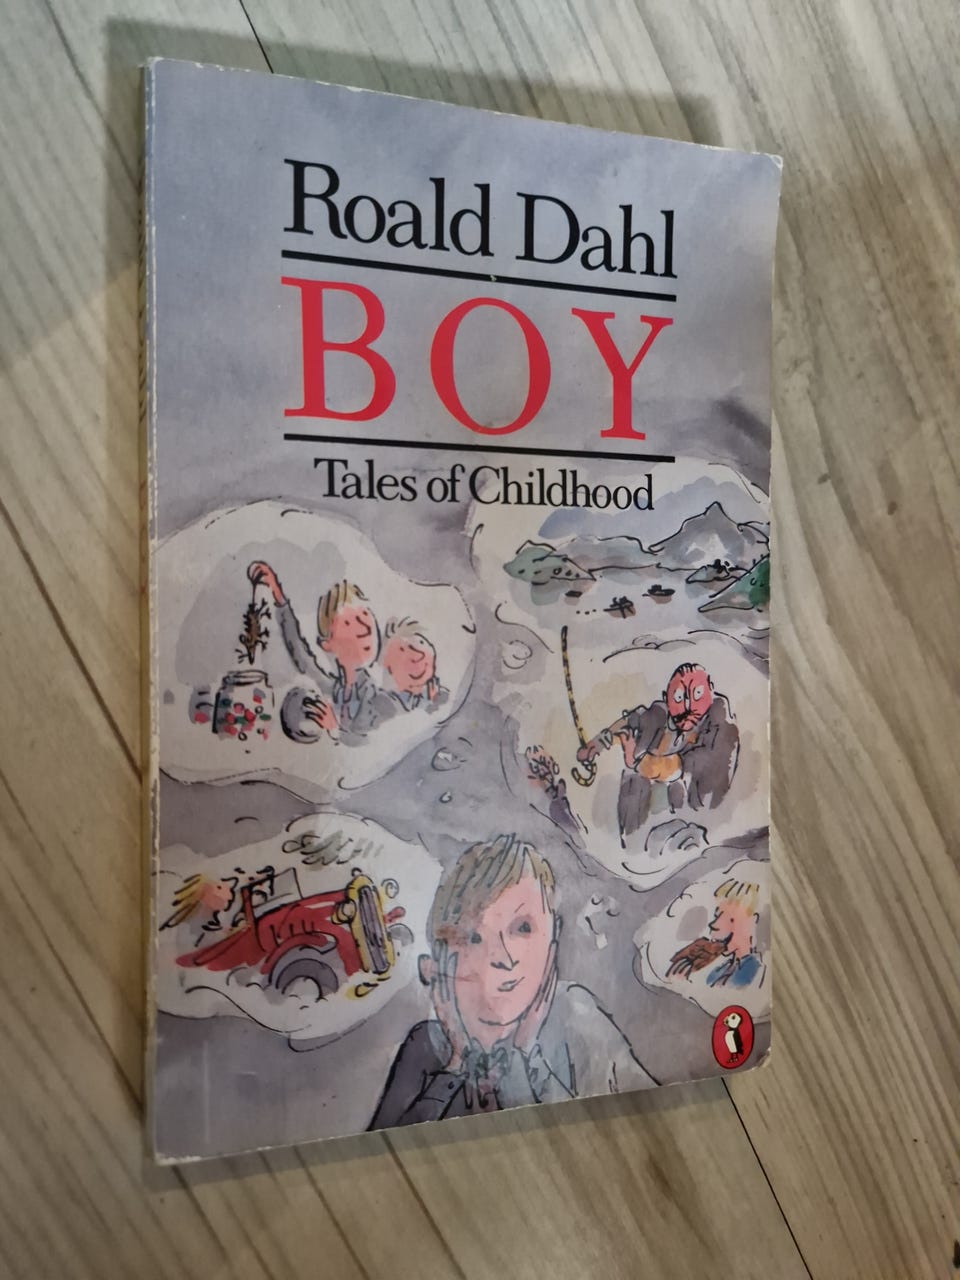 Roald Dahl
BOY
Tales of Childhood